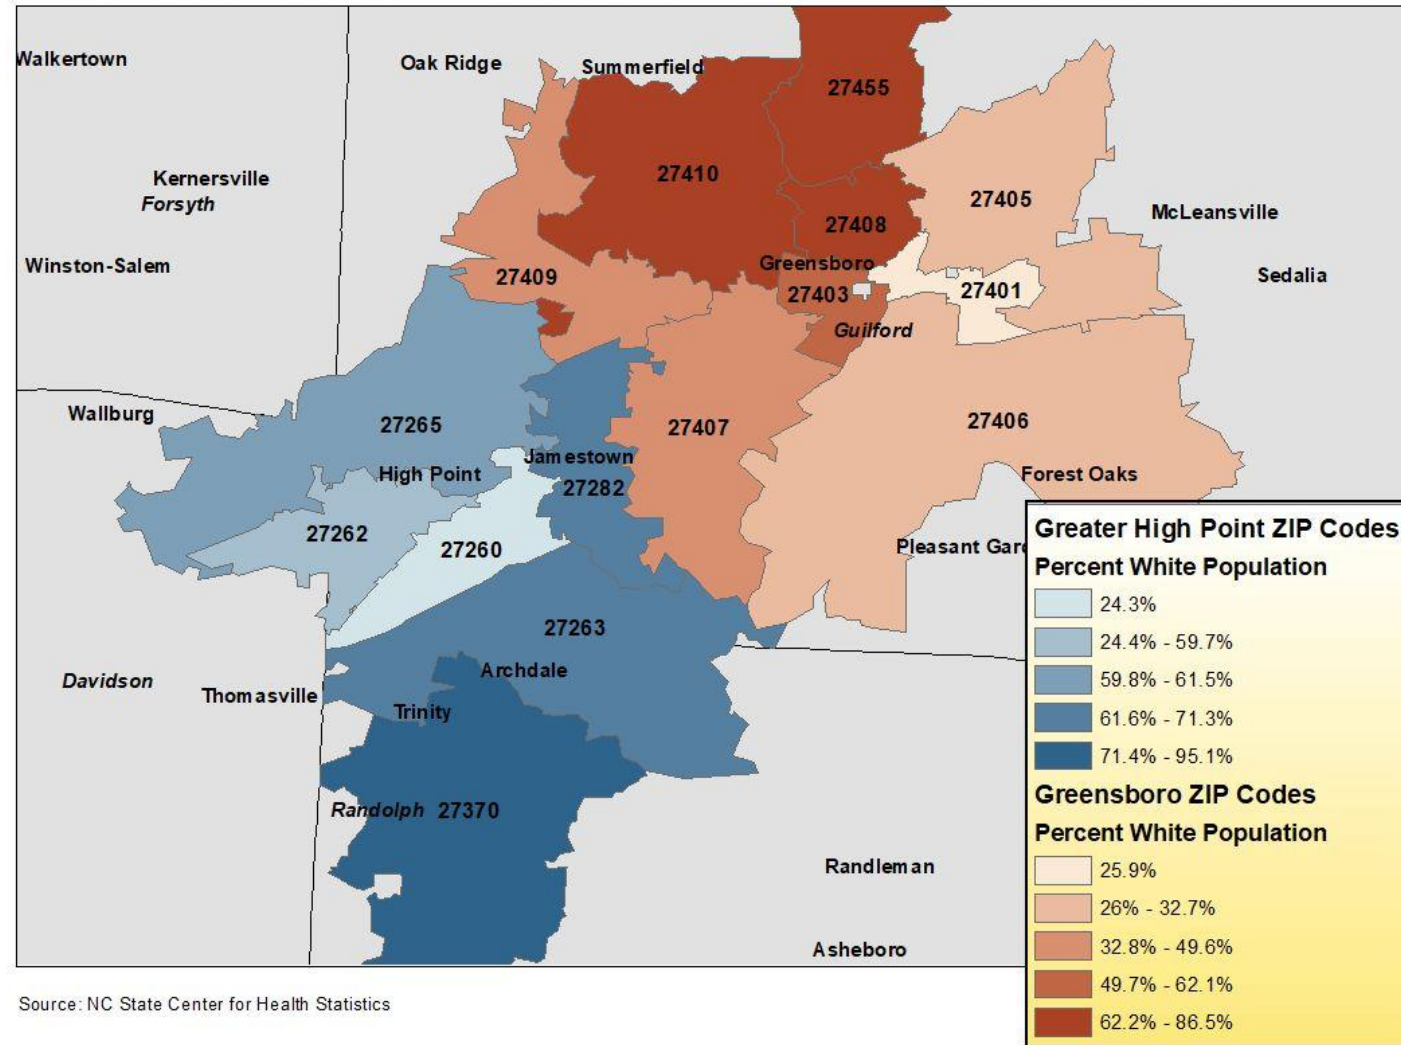 Walkertown
Oak Ridge
Summerfield
27455
Kernersville
Forsyth
27410
27405
McLeansville
27408
Winston-Salem
Greensboro
Sedalia
27409
27403
27401
Guilford
Wallburg
27265
27407
27406
Jamestown
High Point
Forest Oaks
27282
27262
27260
Pleasant Gard
27263
Archdale
Davidson
Thomasville
Trinity
Randolph 27370
Randleman
Asheboro
Greater High Point ZIP Codes
Percent White Population
24.3%
24.4% - 59.7%
59.8% - 61.5%
61.6% - 71.3%
71.4% - 95.1%
Greensboro ZIP Codes
Percent White Population
25.9%
26% - 32.7%
32.8% - 49.6%
49.7% - 62.1%
62.2% - 86.5%
Source: NC State Center for Health Statistics